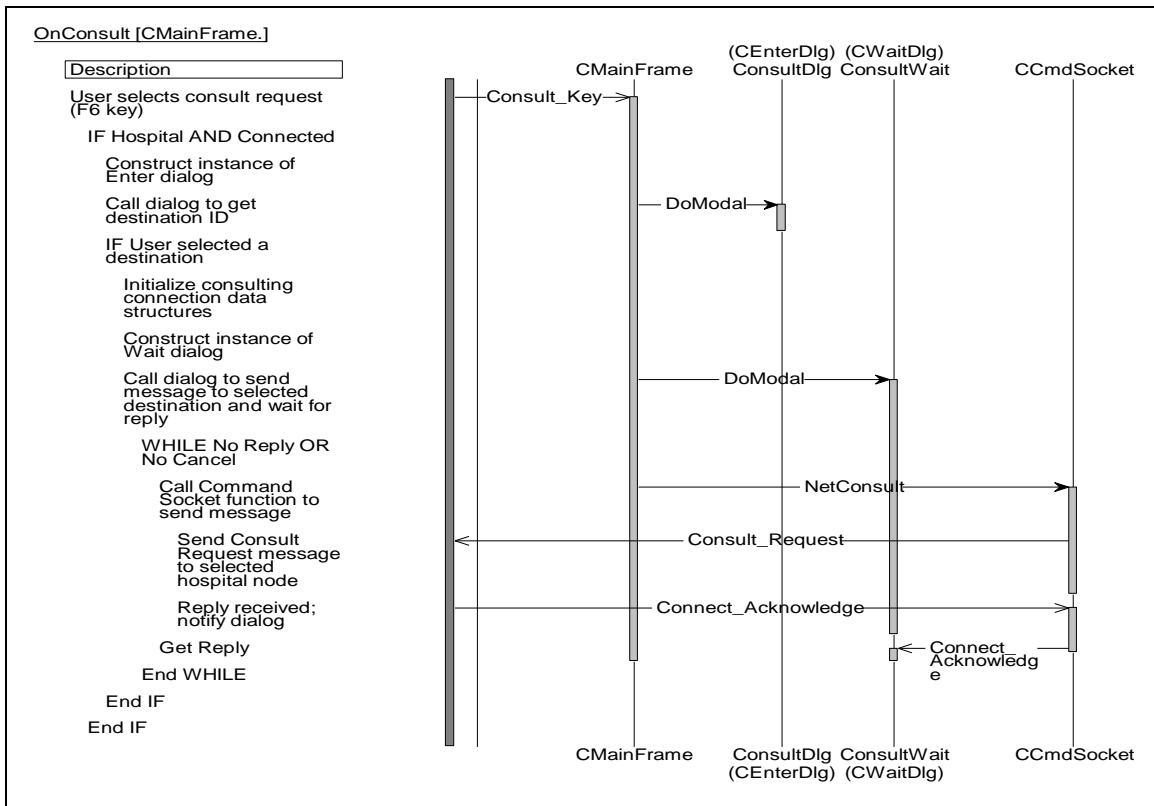 OnConsult [CMainFrame.]
(CEnterDlg) (CWaitDlg)
Description CMainFrame ConsultDlg ConsultWait CCmdSocket
User selects consult request
(F6 key)
Consult_Key
IF Hospital AND Connected
Construct instance of
Enter dialog
Call dialog to get
destination ID
DoModal
IF User selected a
destination
Initialize consulting
connection data
structures
Construct instance of
Wait dialog
Call dialog to send
message to selected
destination and wait for
reply
DoModal
WHILE No Reply OR
No Cancel
Call Command
Socket function to
send message
NetConsult
Send Consult
Request message
to selected
hospital node
Consult_Request
Reply received;
notify dialog
Connect_Acknowledge
Get Reply
Connect_
Acknowledg
e
End WHILE
End IF
End IF
CMainFrame ConsultDlg ConsultWait CCmdSocket
(CEnterDlg) (CWaitDlg)